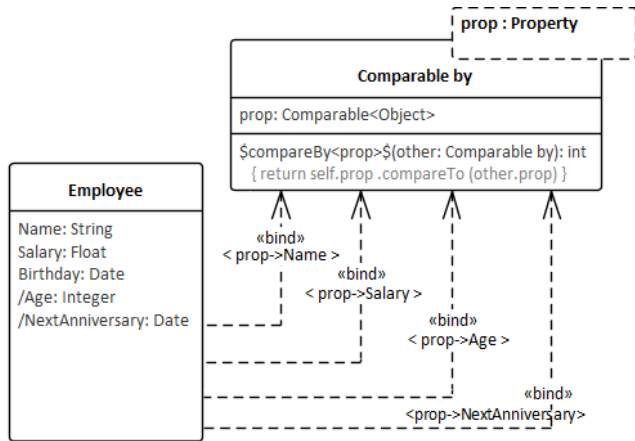 prop : Property
Comparable by
prop: Comparable<Object>
$compareBy<prop>$(other: Comparable by): int
{ return self.prop .compareTo (other.prop) }
Employee
Name: String
Salary: Float
Birthday: Date
/Age: Integer
/NextAnniversary: Date
«bind»
< prop->Name >
«bind»
< prop->Salary >
«bind»
< prop->Age >
«bind»
<prop->NextAnniversary>